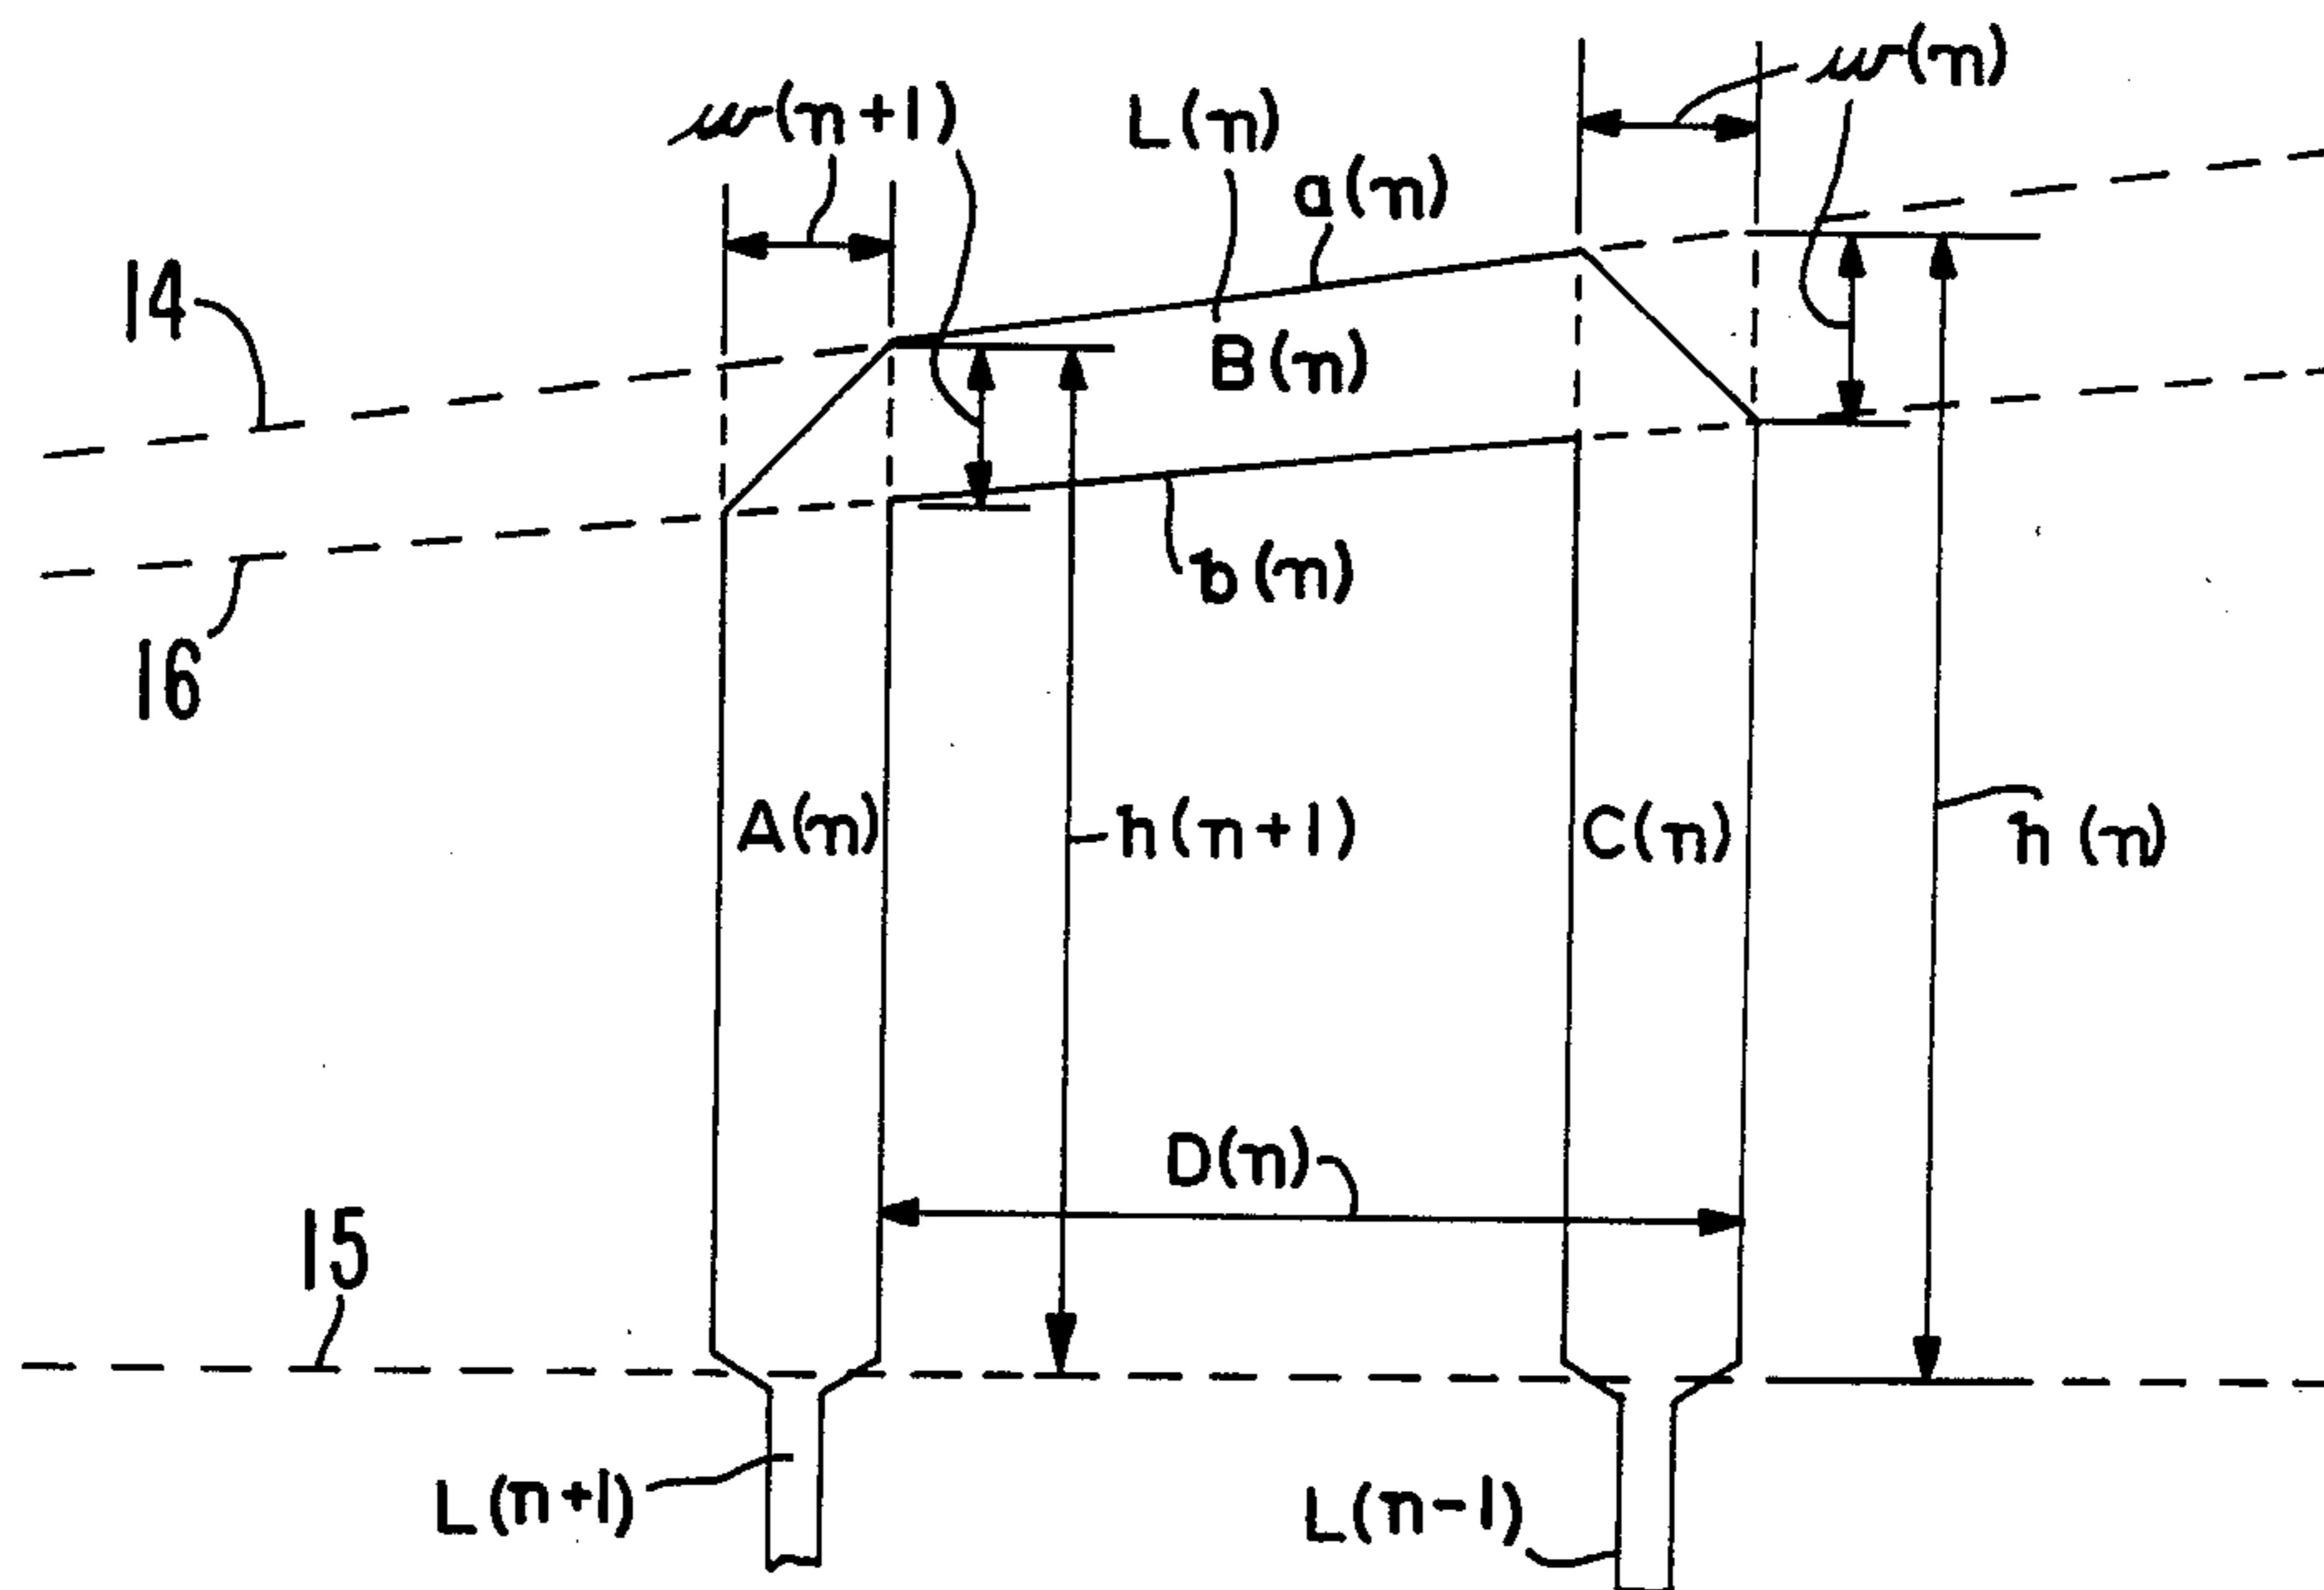 w(n)
w(n+1)
L(n)
a(n)
14
B(n)
b(n)
16
A(n)
h(n+1)
C(n)
h(n)
D(n)
15
L(n+1)
L(n-1)